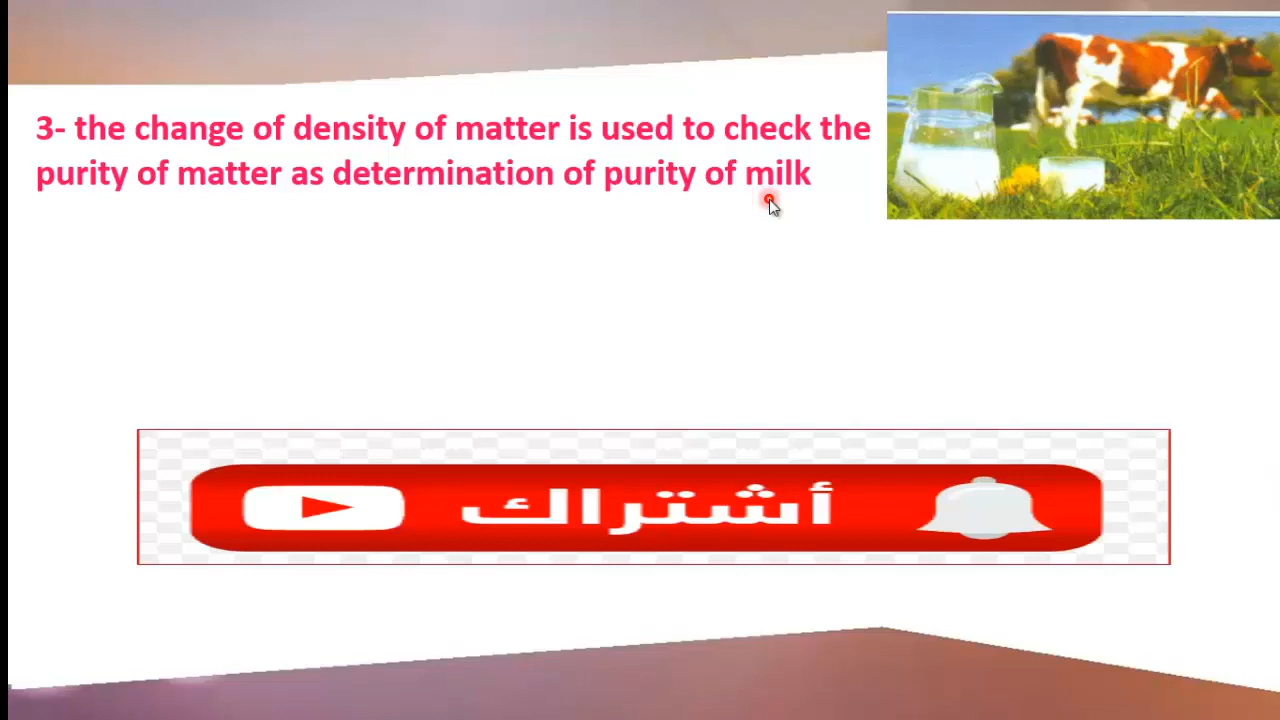 3- the change of density of matter is used to check the
purity of matter as determination of purity of milk
أشتراك